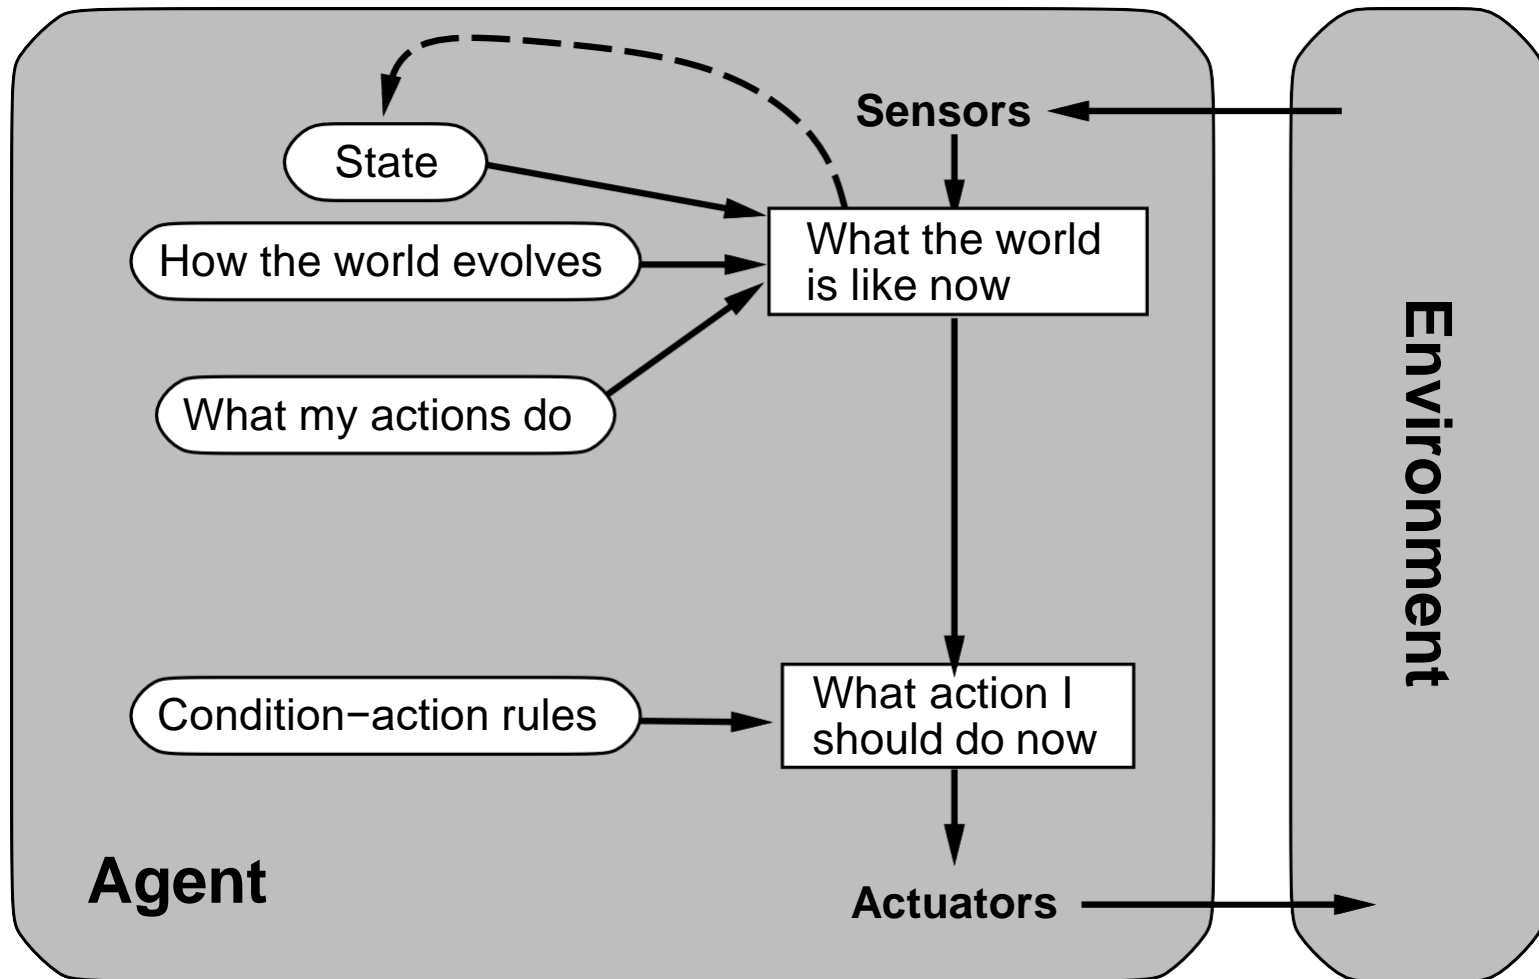 Sensors
State
What the world
is like now
How the world evolves
What my actions do
Environment
Condition−action rules
What action I
should do now
Agent
Actuators